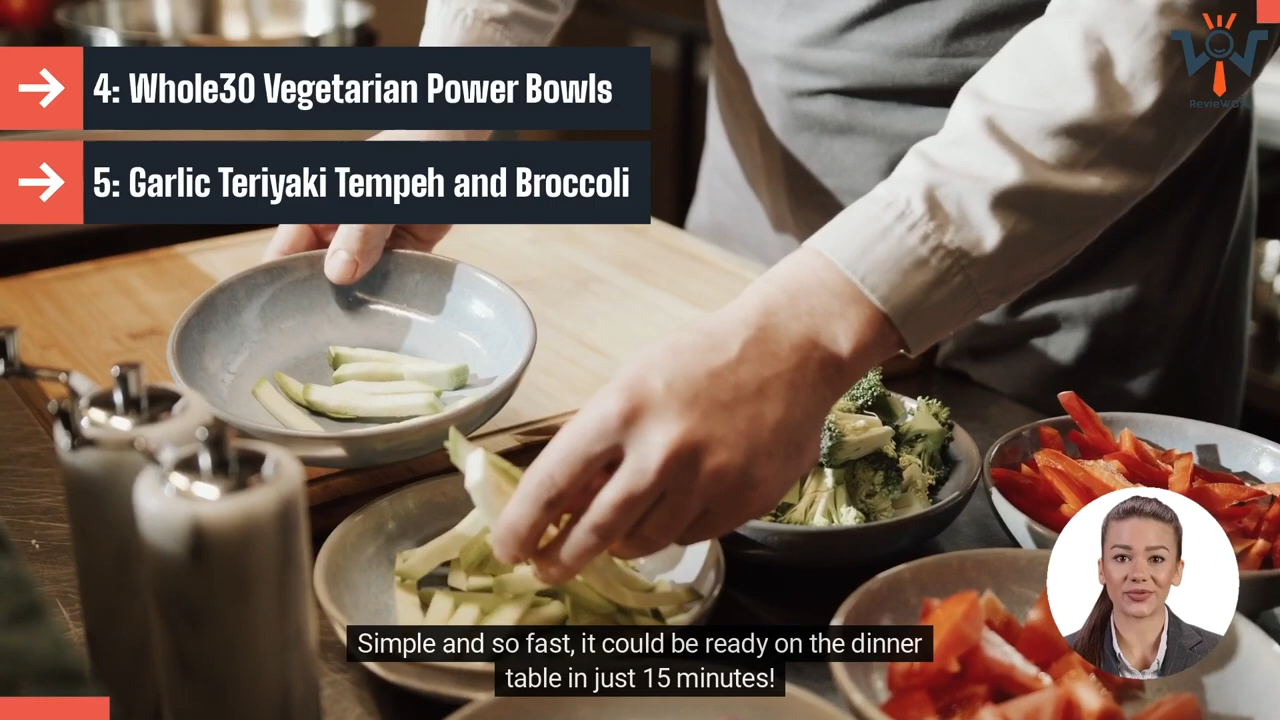 4: Whole30 Vegetarian Power Bowls
5: Garlic Teriyaki Tempeh and Broccoli
Simple and so fast, it could be ready on the dinner
table in just 15 minutes!